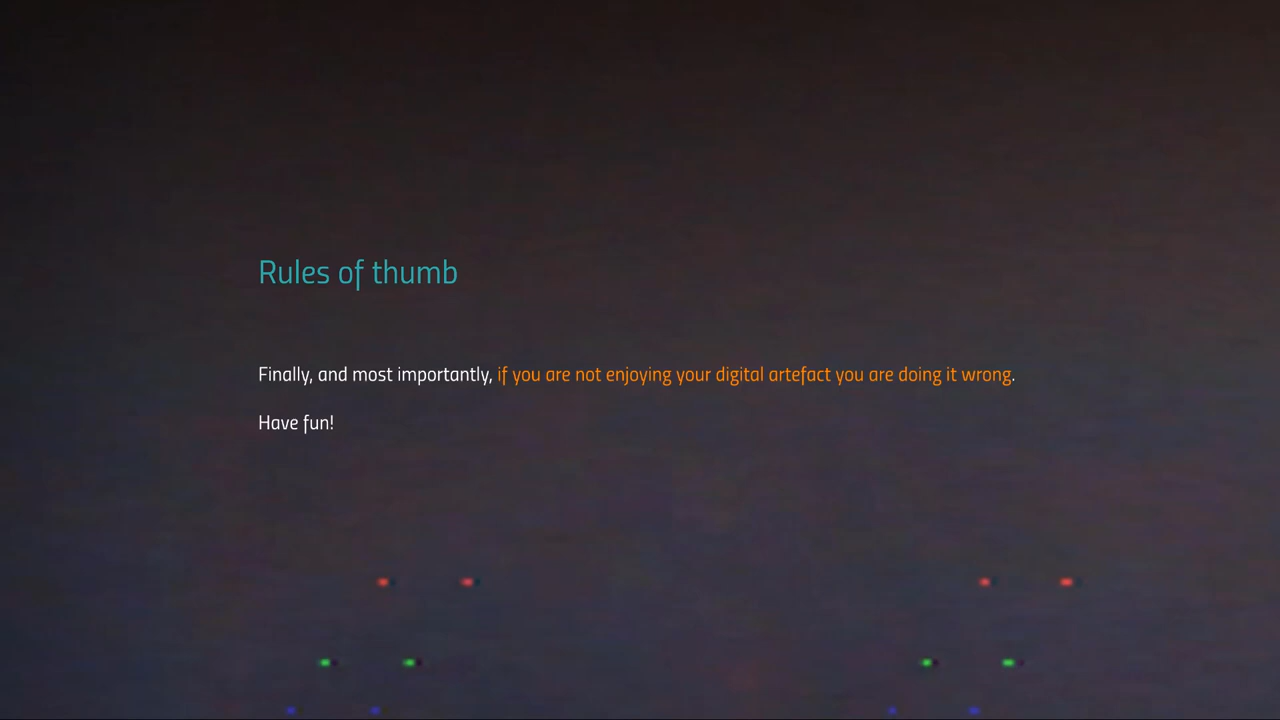 Rules of thumb
Finally, and most importantly, if you are not enjoying your digital artefact you are doing it wrong.
Have fun!